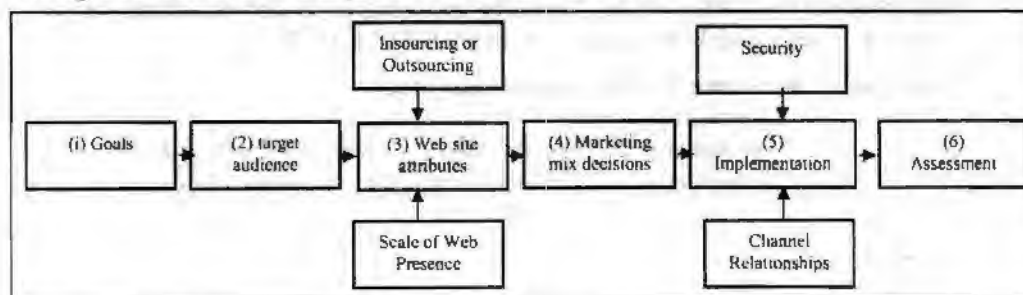 Insourcing or
Outsourcing
Security
(i) Goals
(2) target
audience
(3) Web site
attributes
(4) Marketing
mix decisions
(5)
Implementation
(6)
Assessment
Scale of Web
Presence
Channel
Relationships